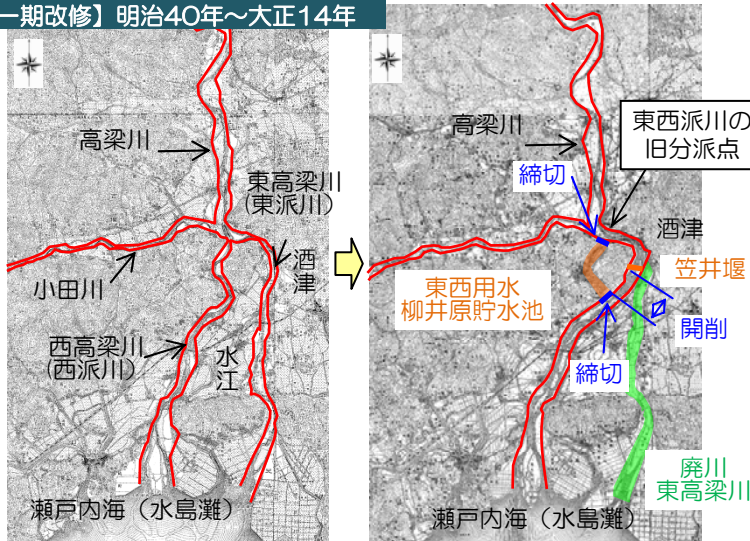 一期改修】明治40年～大正14年
高梁川
東高梁川
(東派川)
酒
津
小田川
西高梁川
(西派川)
水
江
瀬戸内海（水島灘）
高梁川
東西派川の
旧分派点
締切
酒津
笠井堰
東西用水
柳井原貯水池
開削
締切
廃川
東高梁川
瀬戸内海（水島灘）